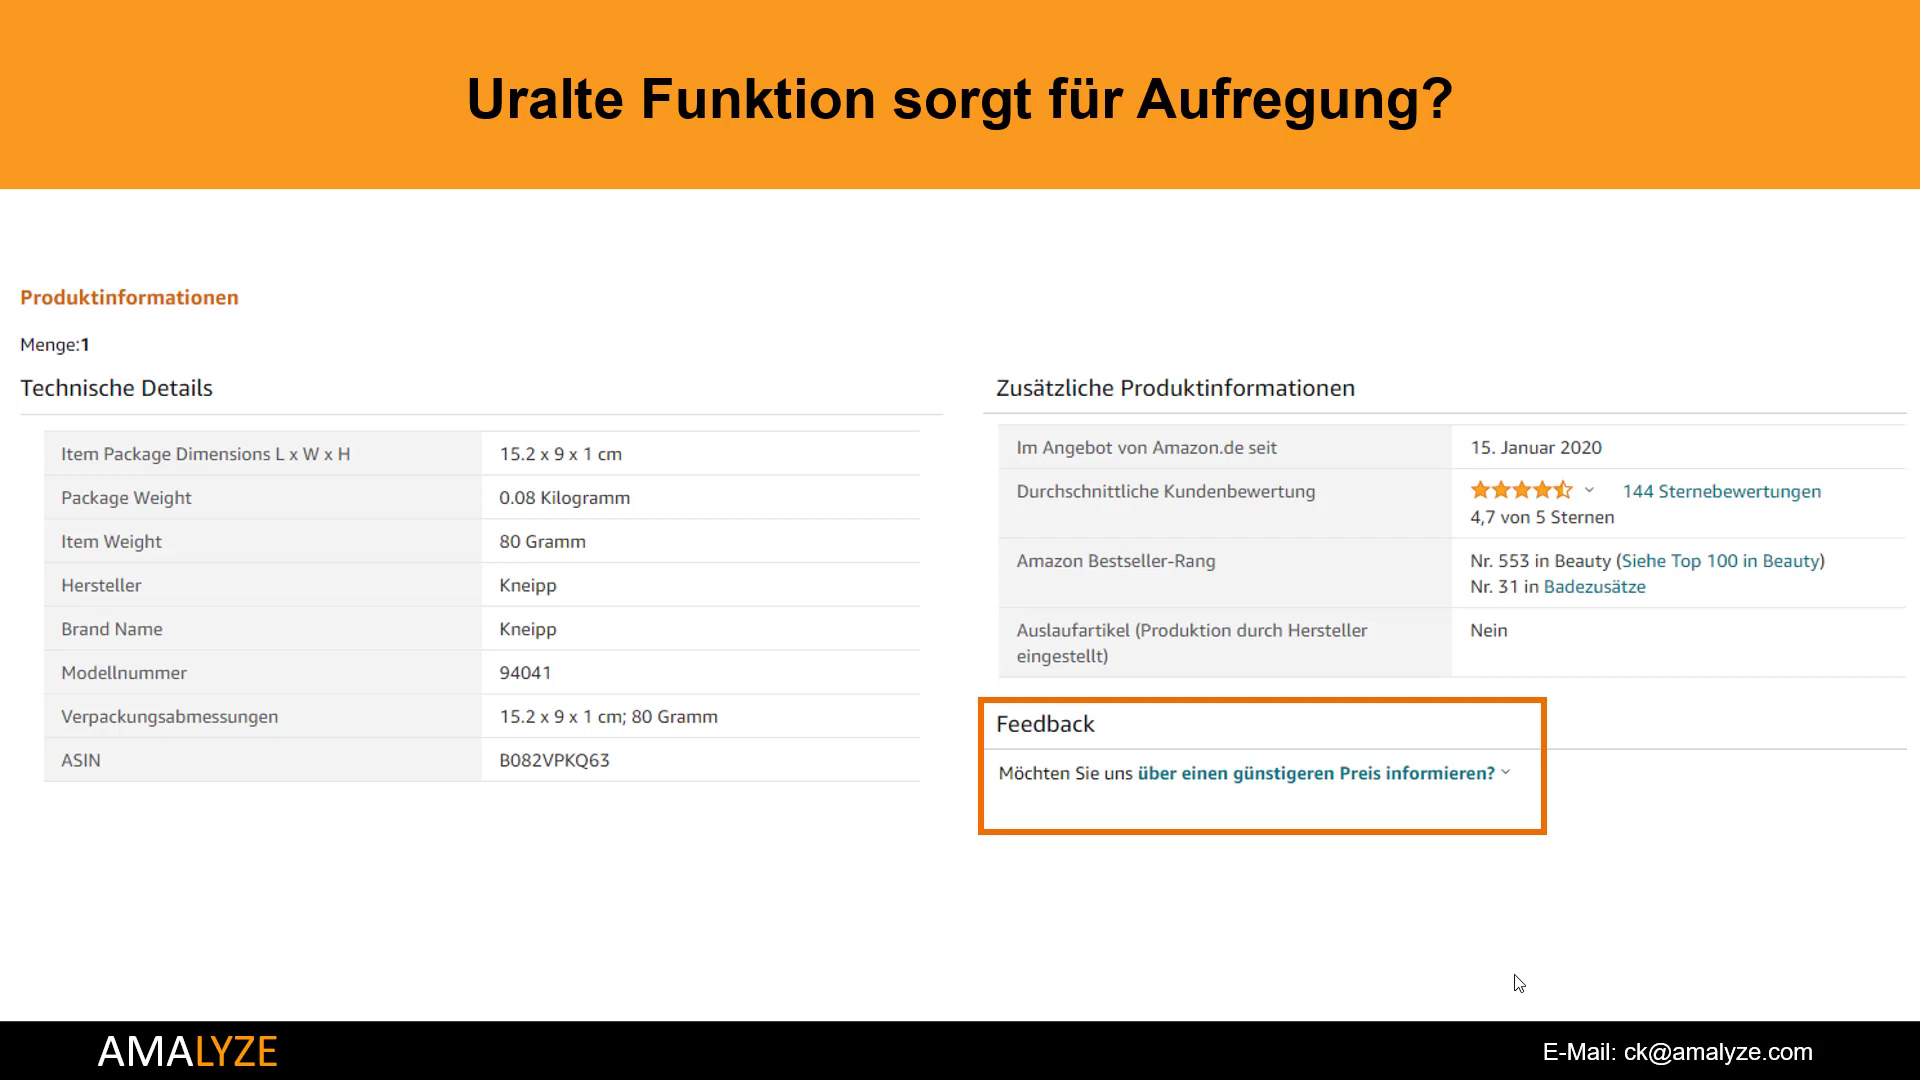 Uralte Funktion sorgt für Aufregung?
Produktinformationen
Menge:1
Technische Details
Item Package Dimensions L x W x H 15.2 x 9 x 1 cm
Package Weight 0.08 Kilogramm
Item Weight 80 Gramm
Hersteller Kneipp
Brand Name Kneipp
Modellnummer 94041
Verpackungsabmessungen 15.2 x 9 x 1 cm; 80 Gramm
ASIN B082VPKQ63
Zusätzliche Produktinformationen
Im Angebot von Amazon.de seit 15. Januar 2020
Durchschnittliche Kundenbewertung 144 Sternebewertungen
4,7 von 5 Sternen
Amazon Bestseller-Rang Nr. 553 in Beauty (Siehe Top 100 in Beauty)
Nr. 31 in Badezusätze
Auslaufartikel (Produktion durch Hersteller Nein
eingestellt)
Feedback
Möchten Sie uns über einen günstigeren Preis informieren?
AMALYZE
E-Mail: ck@amalyze.com